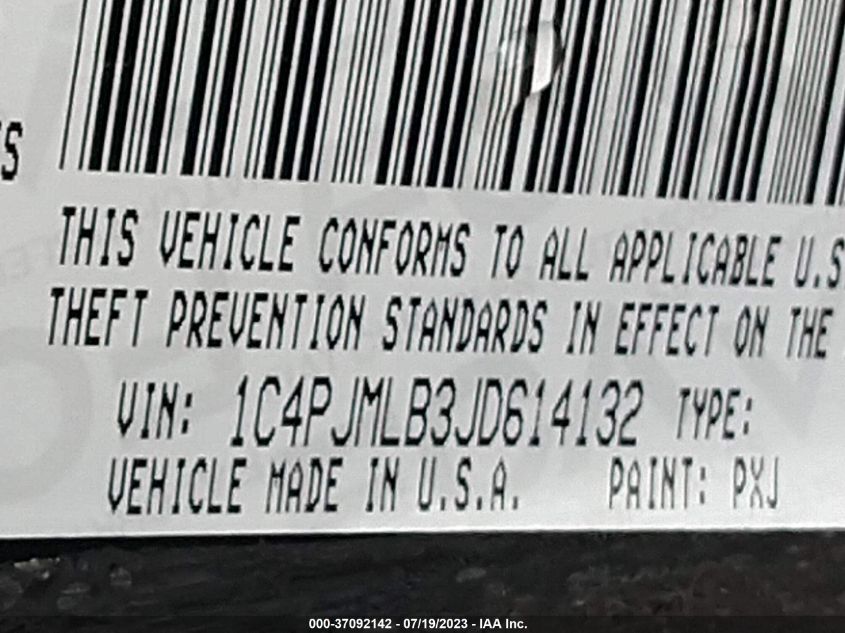 S
THIS VEHICLE CONFORMS TO ALL APPLICABLE U.S
THEFT PREVENTION STANDARDS IN EFFECT ON THE
VIN: 1C4PJMLB3JD614132 TYPE:
VEHICLE MADE IN U.S.A. PAINT: PXJ
000-37092142 - 07/19/2023 - IAA Inc.